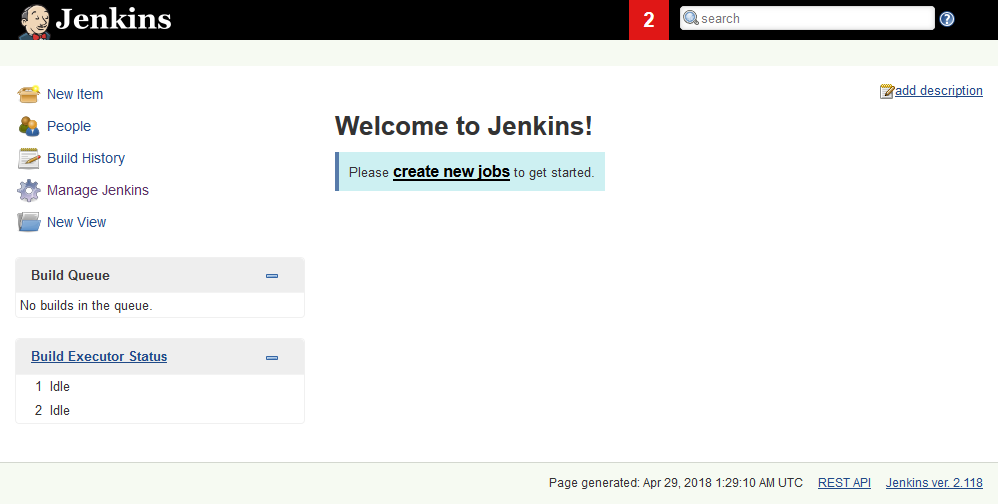 Jenkins
2
search
?
New Item
People
Build History
Manage Jenkins
New View
add description
Welcome to Jenkins!
Please create new jobs to get started.
Build Queue
No builds in the queue.
Build Executor Status
1 Idle
2 Idle
Page generated: Apr 29, 2018 1:29:10 AM UTC REST API Jenkins ver. 2.118